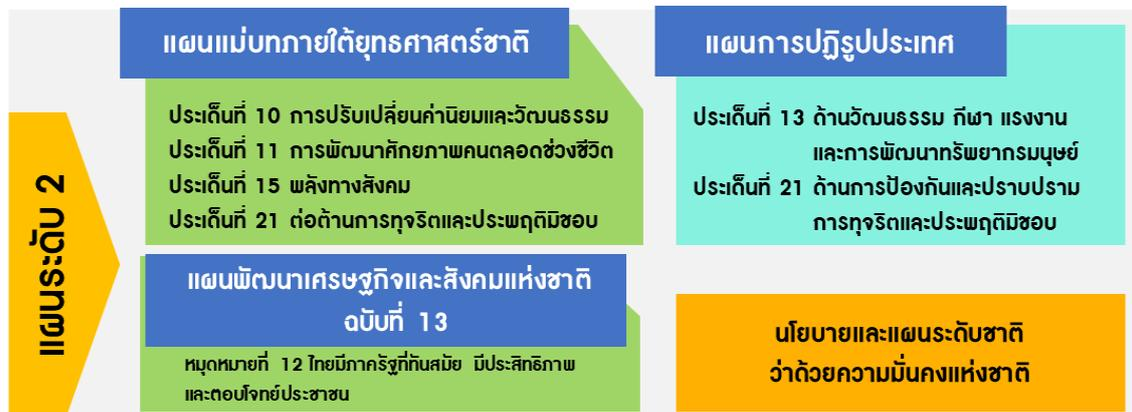 แผนระดับ 2
แผนแม่บทภายใต้ยุทธศาสตร์ชาติ
ประเด็นที่ 10 การปรับเปลี่ยนค่านิยมและวัฒนธรรม
ประเด็นที่ 11 การพัฒนาศักยภาพคนตลอดช่วงชีวิต
ประเด็นที่ 15 พลังทางสังคม
ประเด็นที่ 21 ต่อต้านการทุจริตและประพฤติมิชอบ
แผนการปฏิรูปประเทศ
ประเด็นที่ 13 ด้านวัฒนธรรม กีฬา แรงงาน
และการพัฒนาทรัพยากรมนุษย์
ประเด็นที่ 21 ด้านการป้องกันและปราบปราม
การทุจริตและประพฤติมิชอบ
แผนพัฒนาเศรษฐกิจและสังคมแห่งชาติ
ฉบับที่ 13
หมุดหมายที่ 12 ไทยมีภาครัฐที่ทันสมัย มีประสิทธิภาพ
และตอบโจทย์ประชาชน
นโยบายและแผนระดับชาติ
ว่าด้วยความมั่นคงแห่งชาติ